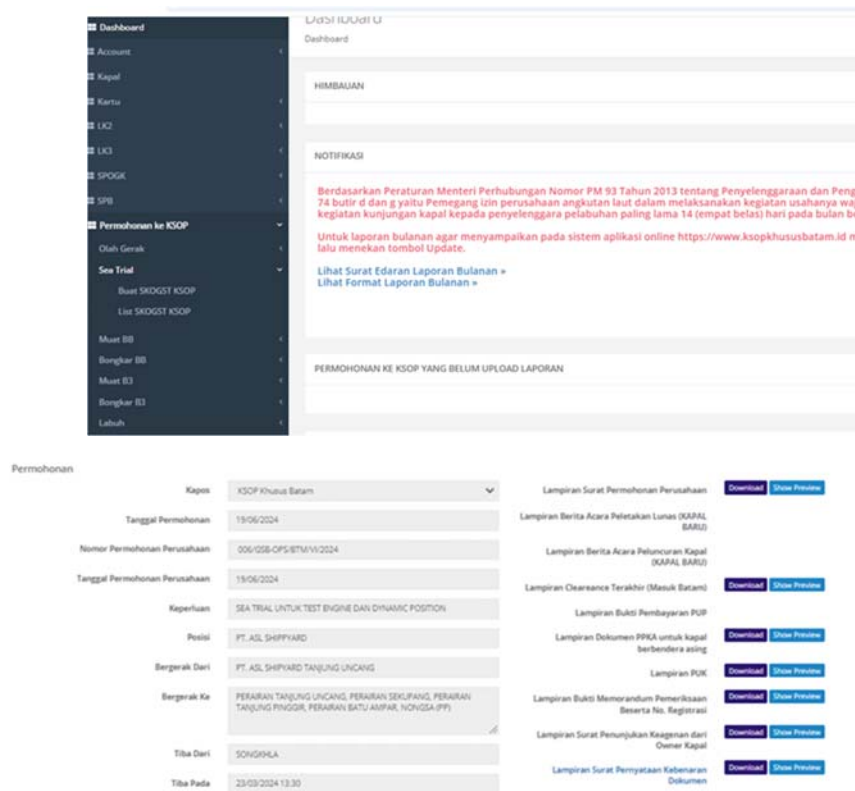 Dashboard
Account
Kapal
Kartu
LK2
LK3
SPOGK
SPB
Permohonan ke KSOP
Olah Gerak
Sea Trial
Buat SKOGST KSOP
List SKOGST KSOP
Muat BB
Bongkar BB
Muat B3
Bongkar B3
Labuh
Dashboard
Dashboard
HIMBAUAN
NOTIFIKASI
Berdasarkan Peraturan Menteri Perhubungan Nomor PM 93 Tahun 2013 tentang Penyelenggaraan dan Peng
74 butir d dan g yaitu Pemegang izin perusahaan angkutan laut dalam melaksanakan kegiatan usahanya waj
kegiatan kunjungan kapal kepada penyelenggara pelabuhan paling lama 14 (empat belas) hari pada bulan be
Untuk laporan bulanan agar menyampaikan pada sistem aplikasi online https://www.ksopkhususbatam.id m
lalu menekan tombol Update.
Lihat Surat Edaran Laporan Bulanan »
Lihat Format Laporan Bulanan »
PERMOHONAN KE KSOP YANG BELUM UPLOAD LAPORAN
Permohonan
Kapos KSOP Khusus Batam
Tanggal Permohonan 19/06/2024
Nomor Permohonan Perusahaan 006/GSB-OPS/BTM/VI/2024
Tanggal Permohonan Perusahaan 19/06/2024
Keperluan SEA TRIAL UNTUK TEST ENGINE DAN DYNAMIC POSITION
Posisi PT. ASL SHIPPYARD
Bergerak Dari PT. ASL SHIPYARD TANJUNG UNCANG
Bergerak Ke PERAIRAN TANJUNG UNCANG, PERAIRAN SEKUPANG, PERAIRAN
TANJUNG PINGGIR, PERAIRAN BATU AMPAR, NONGSA (PP)
Tiba Dari SONGKHLA
Tiba Pada 23/03/2024 13:30
Lampiran Surat Permohonan Perusahaan Download Show Preview
Lampiran Berita Acara Peletakan Lunas (KAPAL
BARU)
Lampiran Berita Acara Peluncuran Kapal
(KAPAL BARU)
Lampiran Cleareance Terakhir (Masuk Batam) Download Show Preview
Lampiran Bukti Pembayaran PUP
Lampiran Dokumen PPKA untuk kapal Download Show Preview
berbendera asing
Lampiran PUK Download Show Preview
Lampiran Bukti Memorandum Pemeriksaan Download Show Preview
Beserta No. Registrasi
Lampiran Surat Penunjukan Keagenan dari Download Show Preview
Owner Kapal
Lampiran Surat Pernyataan Kebenaran Download Show Preview
Dokumen